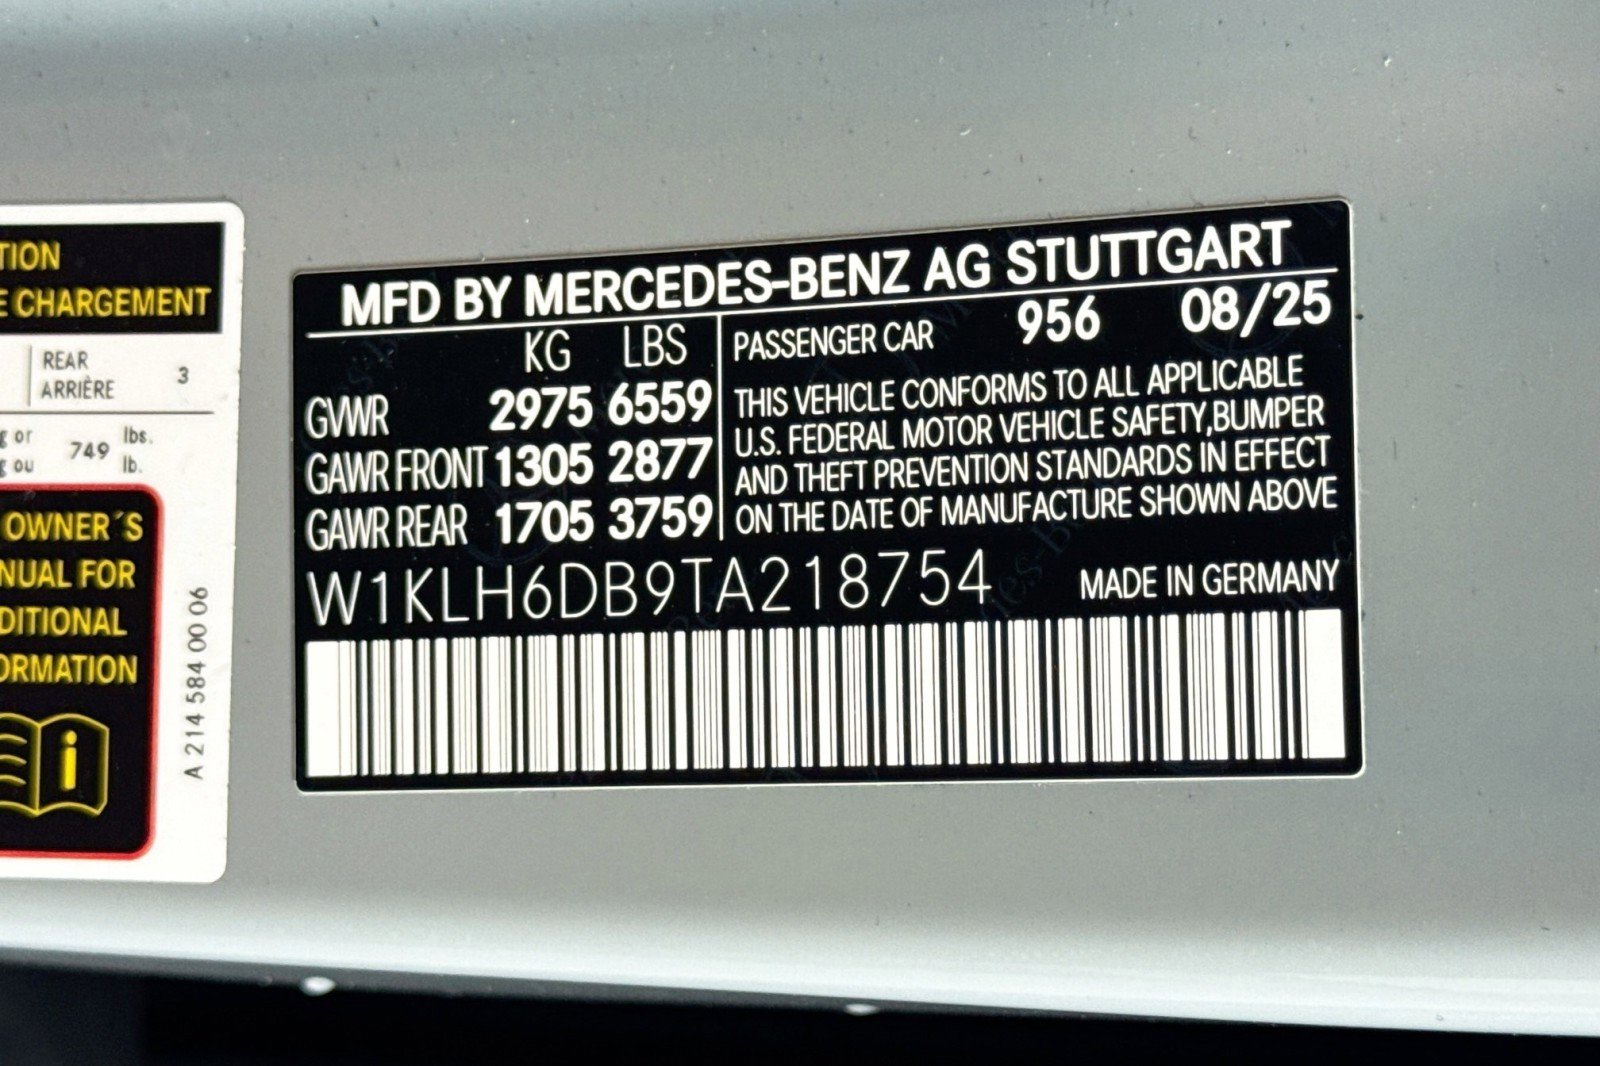 TION
E CHARGEMENT
REAR
ARRIÈRE 3
g or 749 lbs.
g ou lb.
OWNER´S
NUAL FOR
DITIONAL
ORMATION
i
A 214 584 00 06
MFD BY MERCEDES-BENZ AG STUTTGART
KG LBS
GVWR 2975 6559
GAWR FRONT 1305 2877
GAWR REAR 1705 3759
PASSENGER CAR 956 08/25
THIS VEHICLE CONFORMS TO ALL APPLICABLE
U.S. FEDERAL MOTOR VEHICLE SAFETY,BUMPER
AND THEFT PREVENTION STANDARDS IN EFFECT
ON THE DATE OF MANUFACTURE SHOWN ABOVE
W1KLH6DB9TA218754 MADE IN GERMANY